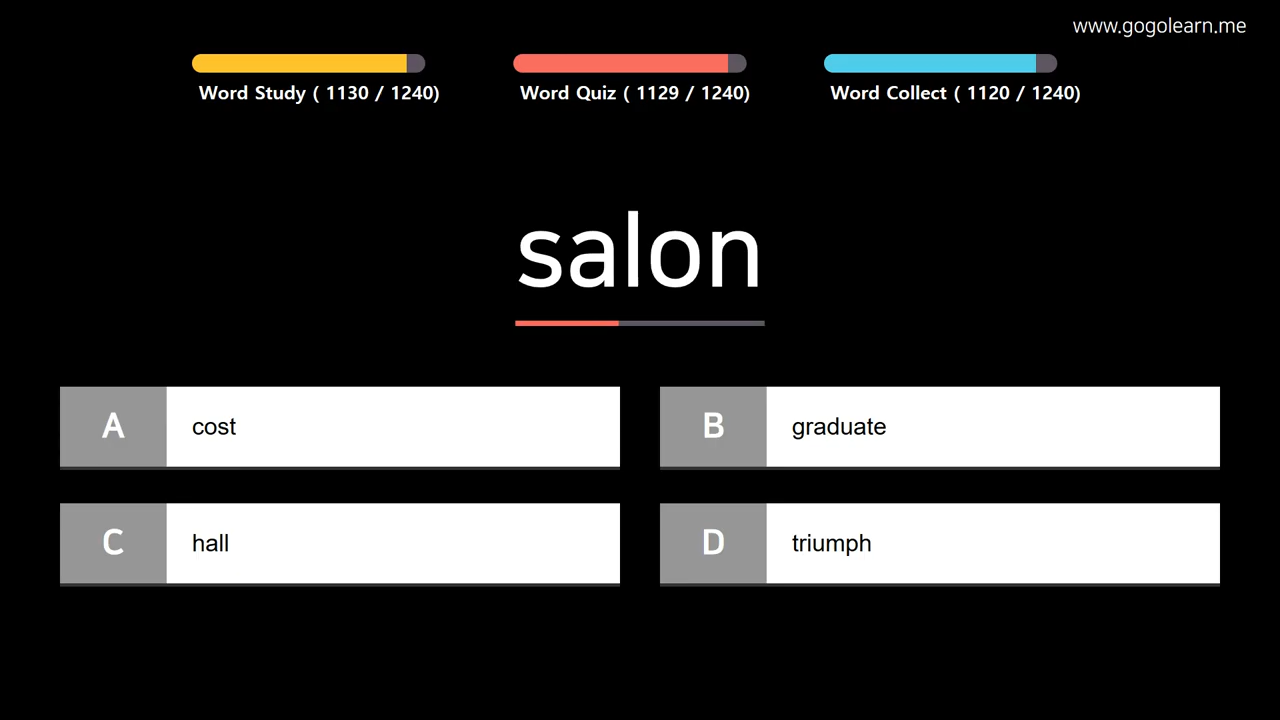 www.gogolearn.me
Word Study ( 1130 / 1240)
Word Quiz ( 1129 / 1240)
Word Collect ( 1120 / 1240)
salon
A cost
B graduate
C hall
D triumph